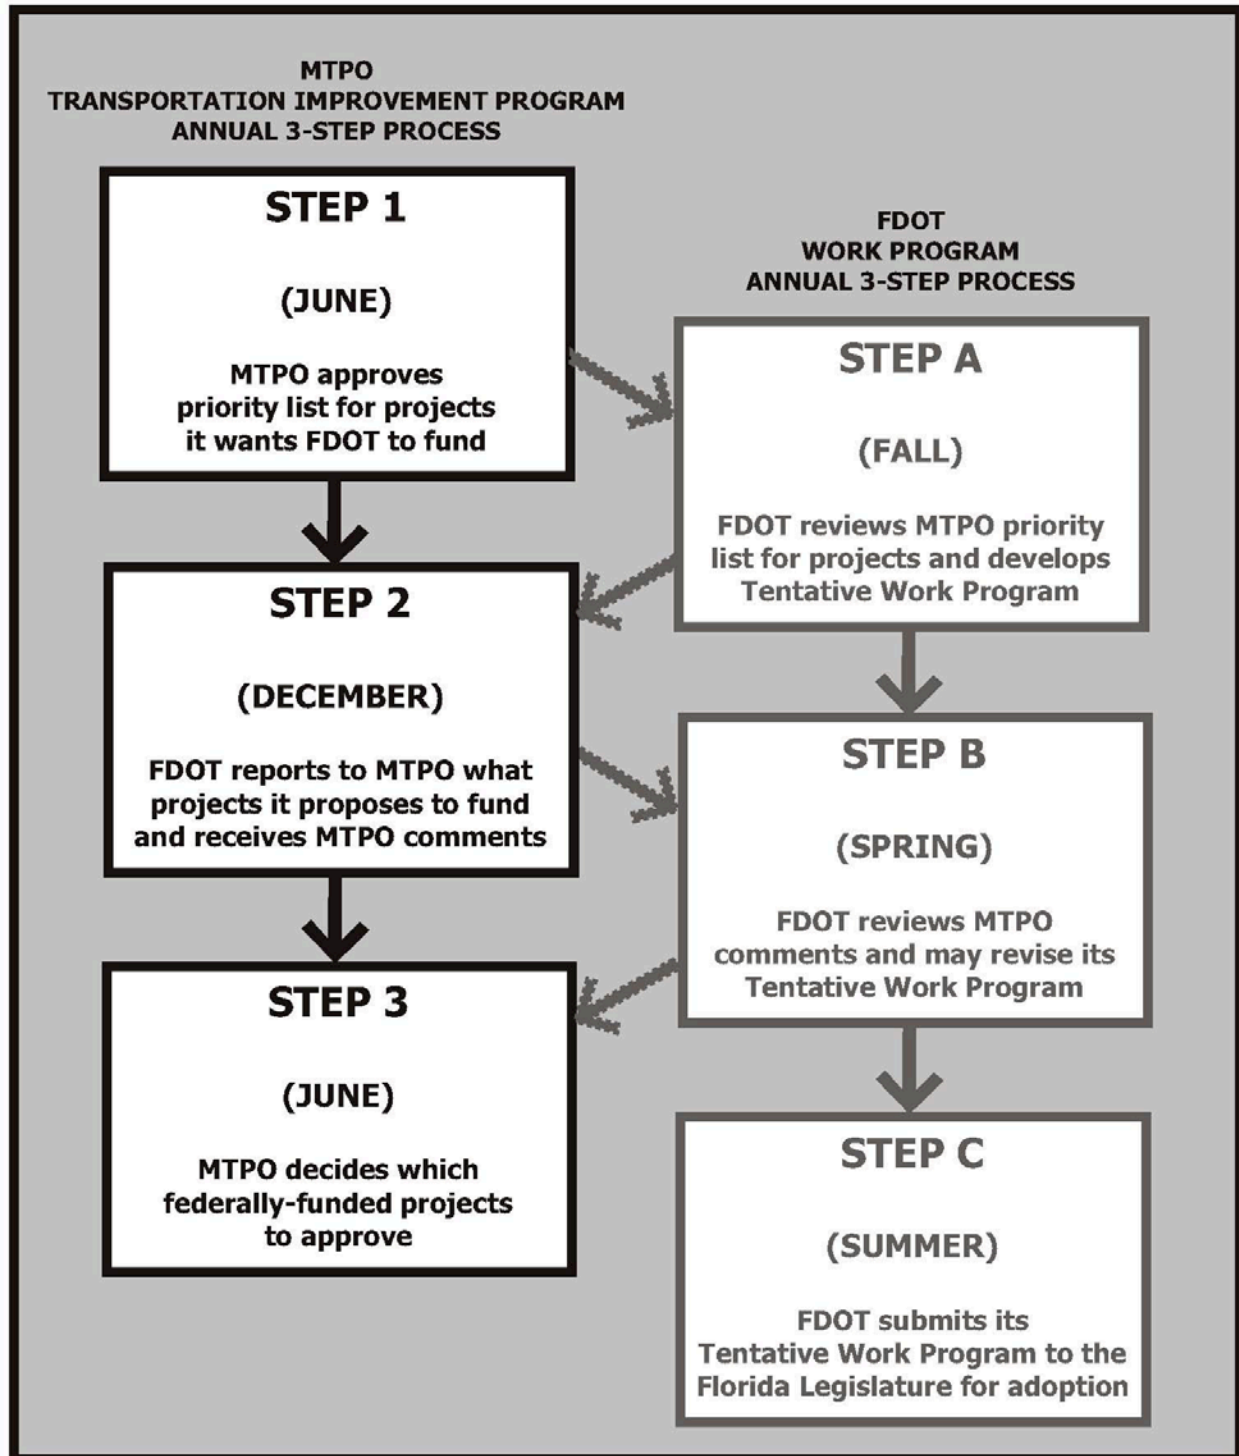 MTPO
TRANSPORTATION IMPROVEMENT PROGRAM
ANNUAL 3-STEP PROCESS
STEP 1
(JUNE)
MTPO approves
priority list for projects
it wants FDOT to fund
STEP 2
(DECEMBER)
FDOT reports to MTPO what
projects it proposes to fund
and receives MTPO comments
STEP 3
(JUNE)
MTPO decides which
federally-funded projects
to approve
FDOT
WORK PROGRAM
ANNUAL 3-STEP PROCESS
STEP A
(FALL)
FDOT reviews MTPO priority
list for projects and develops
Tentative Work Program
STEP B
(SPRING)
FDOT reviews MTPO
comments and may revise its
Tentative Work Program
STEP C
(SUMMER)
FDOT submits its
Tentative Work Program to the
Florida Legislature for adoption